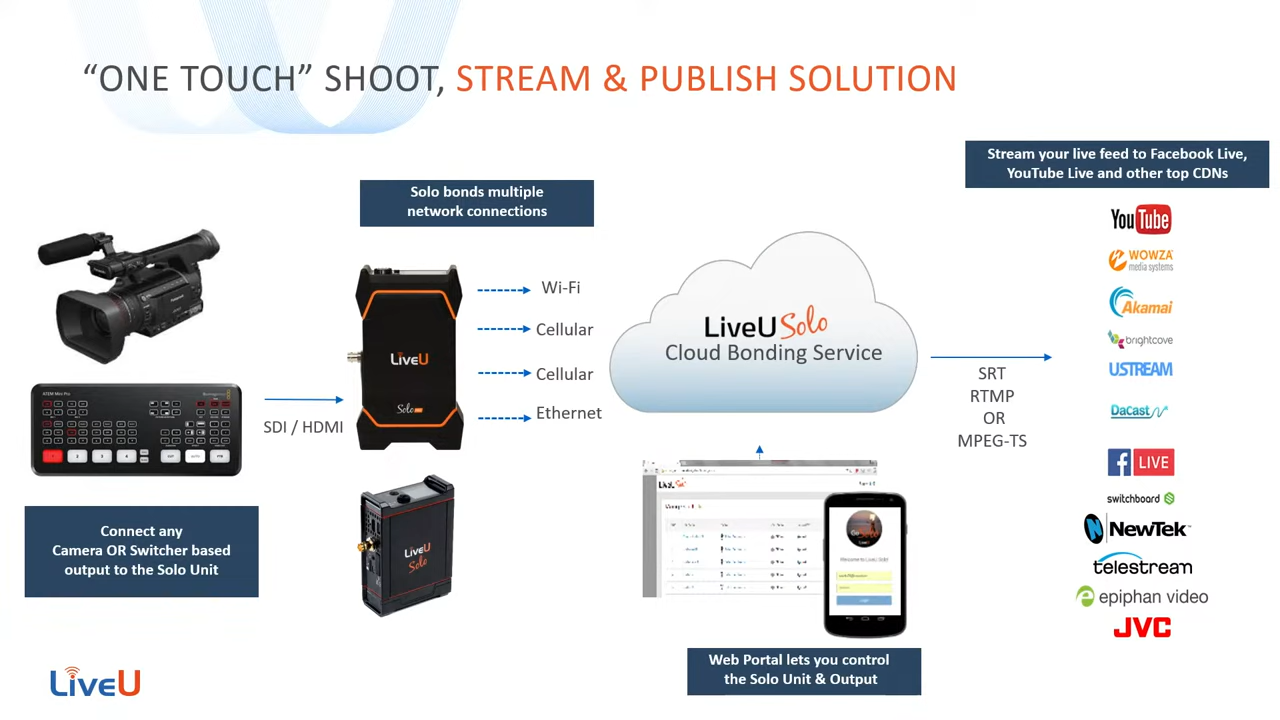 “ONE TOUCH” SHOOT, STREAM & PUBLISH SOLUTION
Stream your live feed to Facebook Live,
YouTube Live and other top CDNs
Solo bonds multiple
network connections
YouTube
WOWZA
media systems
Akamai
brightcove
USTREAM
DaCast
LIVE
switchboard
NewTek
telestream
epiphan video
JVC
Wi-Fi
Cellular
Cellular
Ethernet
LiveU
Solo
LiveU
Solo
LiveU Solo
Cloud Bonding Service
SRT
RTMP
OR
MPEG-TS
SDI / HDMI
ATEM Mini Pro
Connect any
Camera OR Switcher based
output to the Solo Unit
Web Portal lets you control
the Solo Unit & Output
LiveU